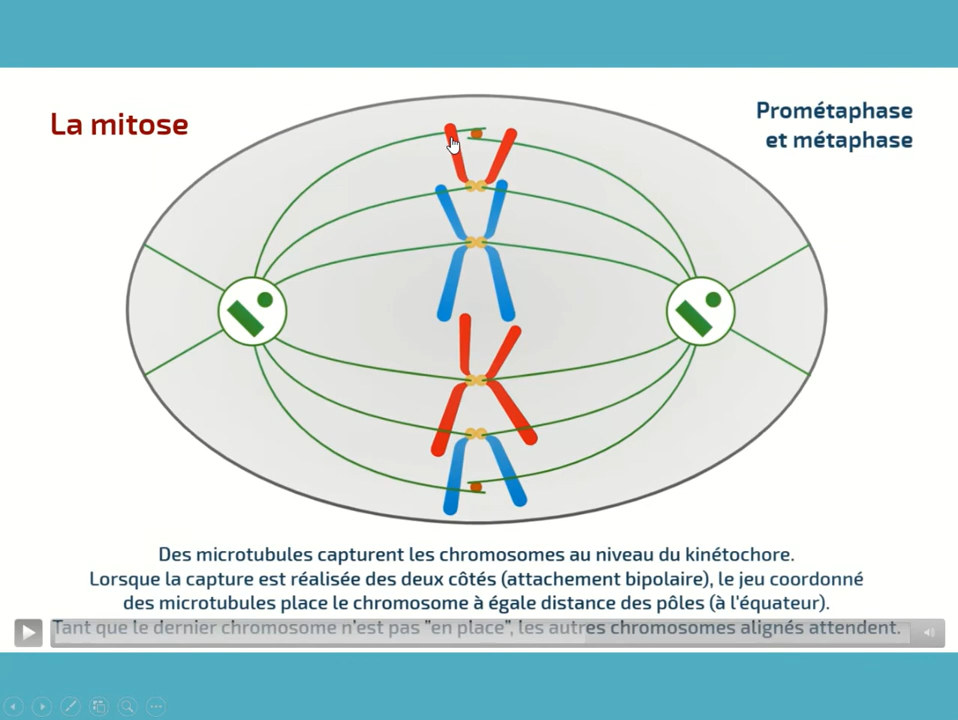 La mitose
Prométaphase
et métaphase
Des microtubules capturent les chromosomes au niveau du kinétochore.
Lorsque la capture est réalisée des deux côtés (attachement bipolaire), le jeu coordonné
des microtubules place le chromosome à égale distance des pôles (à l'équateur).
Tant que le dernier chromosome n'est pas "en place", les autres chromosomes alignés attendent.